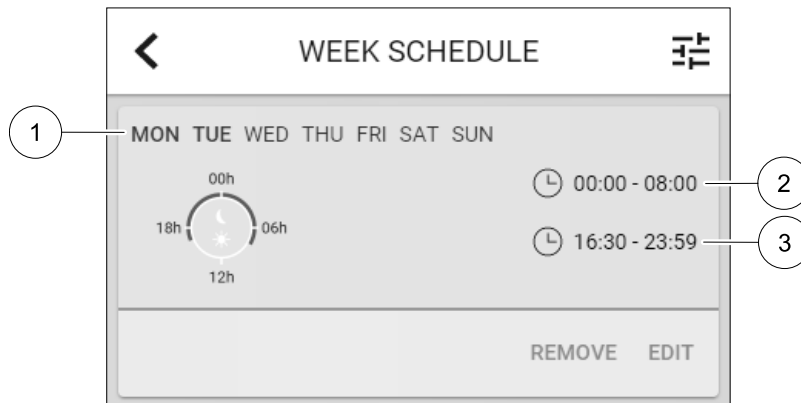 WEEK SCHEDULE
1
MON TUE WED THU FRI SAT SUN
00h
18h
06h
12h
00:00 - 08:00
2
16:30 - 23:59
3
REMOVE EDIT